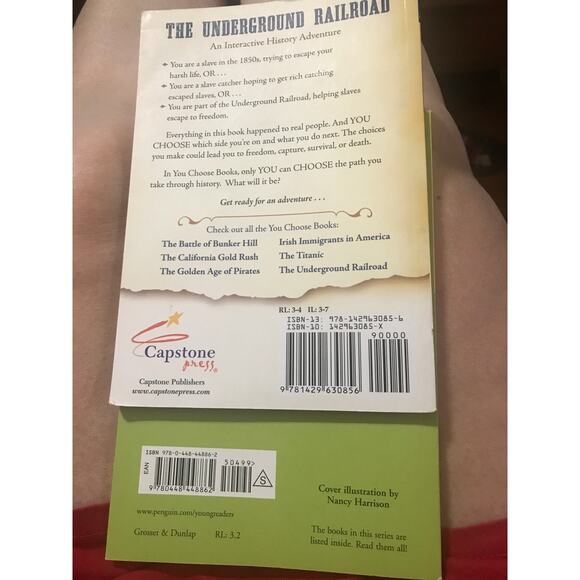 THE UNDERGROUND RAILROAD
An Interactive History Adventure
You are a slave in the 1850s, trying to escape your
harsh life, OR . . .
You are a slave catcher hoping to get rich catching
escaped slaves, OR . . .
You are part of the Underground Railroad, helping slaves
escape to freedom.
Everything in this book happened to real people. And YOU
CHOOSE which side you're on and what you do next. The choices
you make could lead you to freedom, capture, survival, or death.
In You Choose Books, only YOU can CHOOSE the path you
take through history. What will it be?
Get ready for an adventure . . .
Check out all the You Choose Books:
The Battle of Bunker Hill
The California Gold Rush
The Golden Age of Pirates
Irish Immigrants in America
The Titanic
The Underground Railroad
RL: 3-4 IL: 3-7
ISBN-13: 978-142963085-6
ISBN-10: 142963085-X
90000
9 781429 630856
Capstone
press®
Capstone Publishers
www.capstonepress.com
ISBN 978-0-448-44886-2
50499>
EAN
9 780448 448862
S
www.penguin.com/youngreaders
Grosset & Dunlap RL: 3.2
Cover illustration by
Nancy Harrison
The books in this series are
listed inside. Read them all!